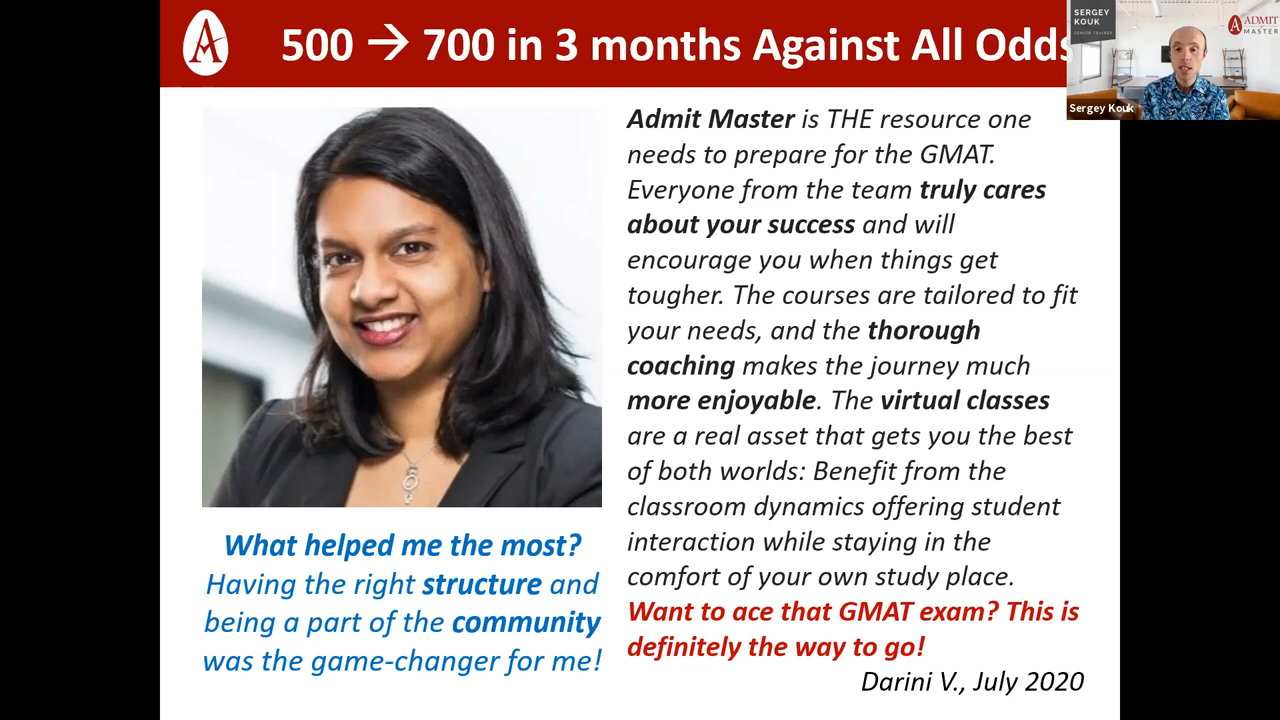 500 → 700 in 3 months Against All Odds
SERGEY
KOUK
SENIOR TRAINER
ADMIT
MASTER
Sergey Kouk
Admit Master is THE resource one
needs to prepare for the GMAT.
Everyone from the team truly cares
about your success and will
encourage you when things get
tougher. The courses are tailored to fit
your needs, and the thorough
coaching makes the journey much
more enjoyable. The virtual classes
are a real asset that gets you the best
of both worlds: Benefit from the
classroom dynamics offering student
interaction while staying in the
comfort of your own study place.
Want to ace that GMAT exam? This is
definitely the way to go!
Darini V., July 2020
What helped me the most?
Having the right structure and
being a part of the community
was the game-changer for me!